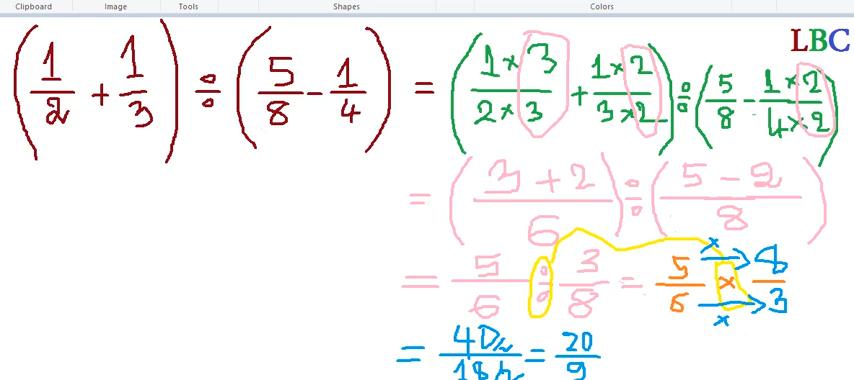 Clipboard Image Tools Shapes Colors
LBC
(1/2 + 1/3) ÷ (5/8 - 1/4) = (1×3/2×3 + 1×2/3×2) ÷ (5/8 - 1×2/4×2)
= (3+2/6) ÷ (5-2/8)
= 5/6 ÷ 3/8 = 5/6 × 8/3
× ×
= 40/18 = 20/9